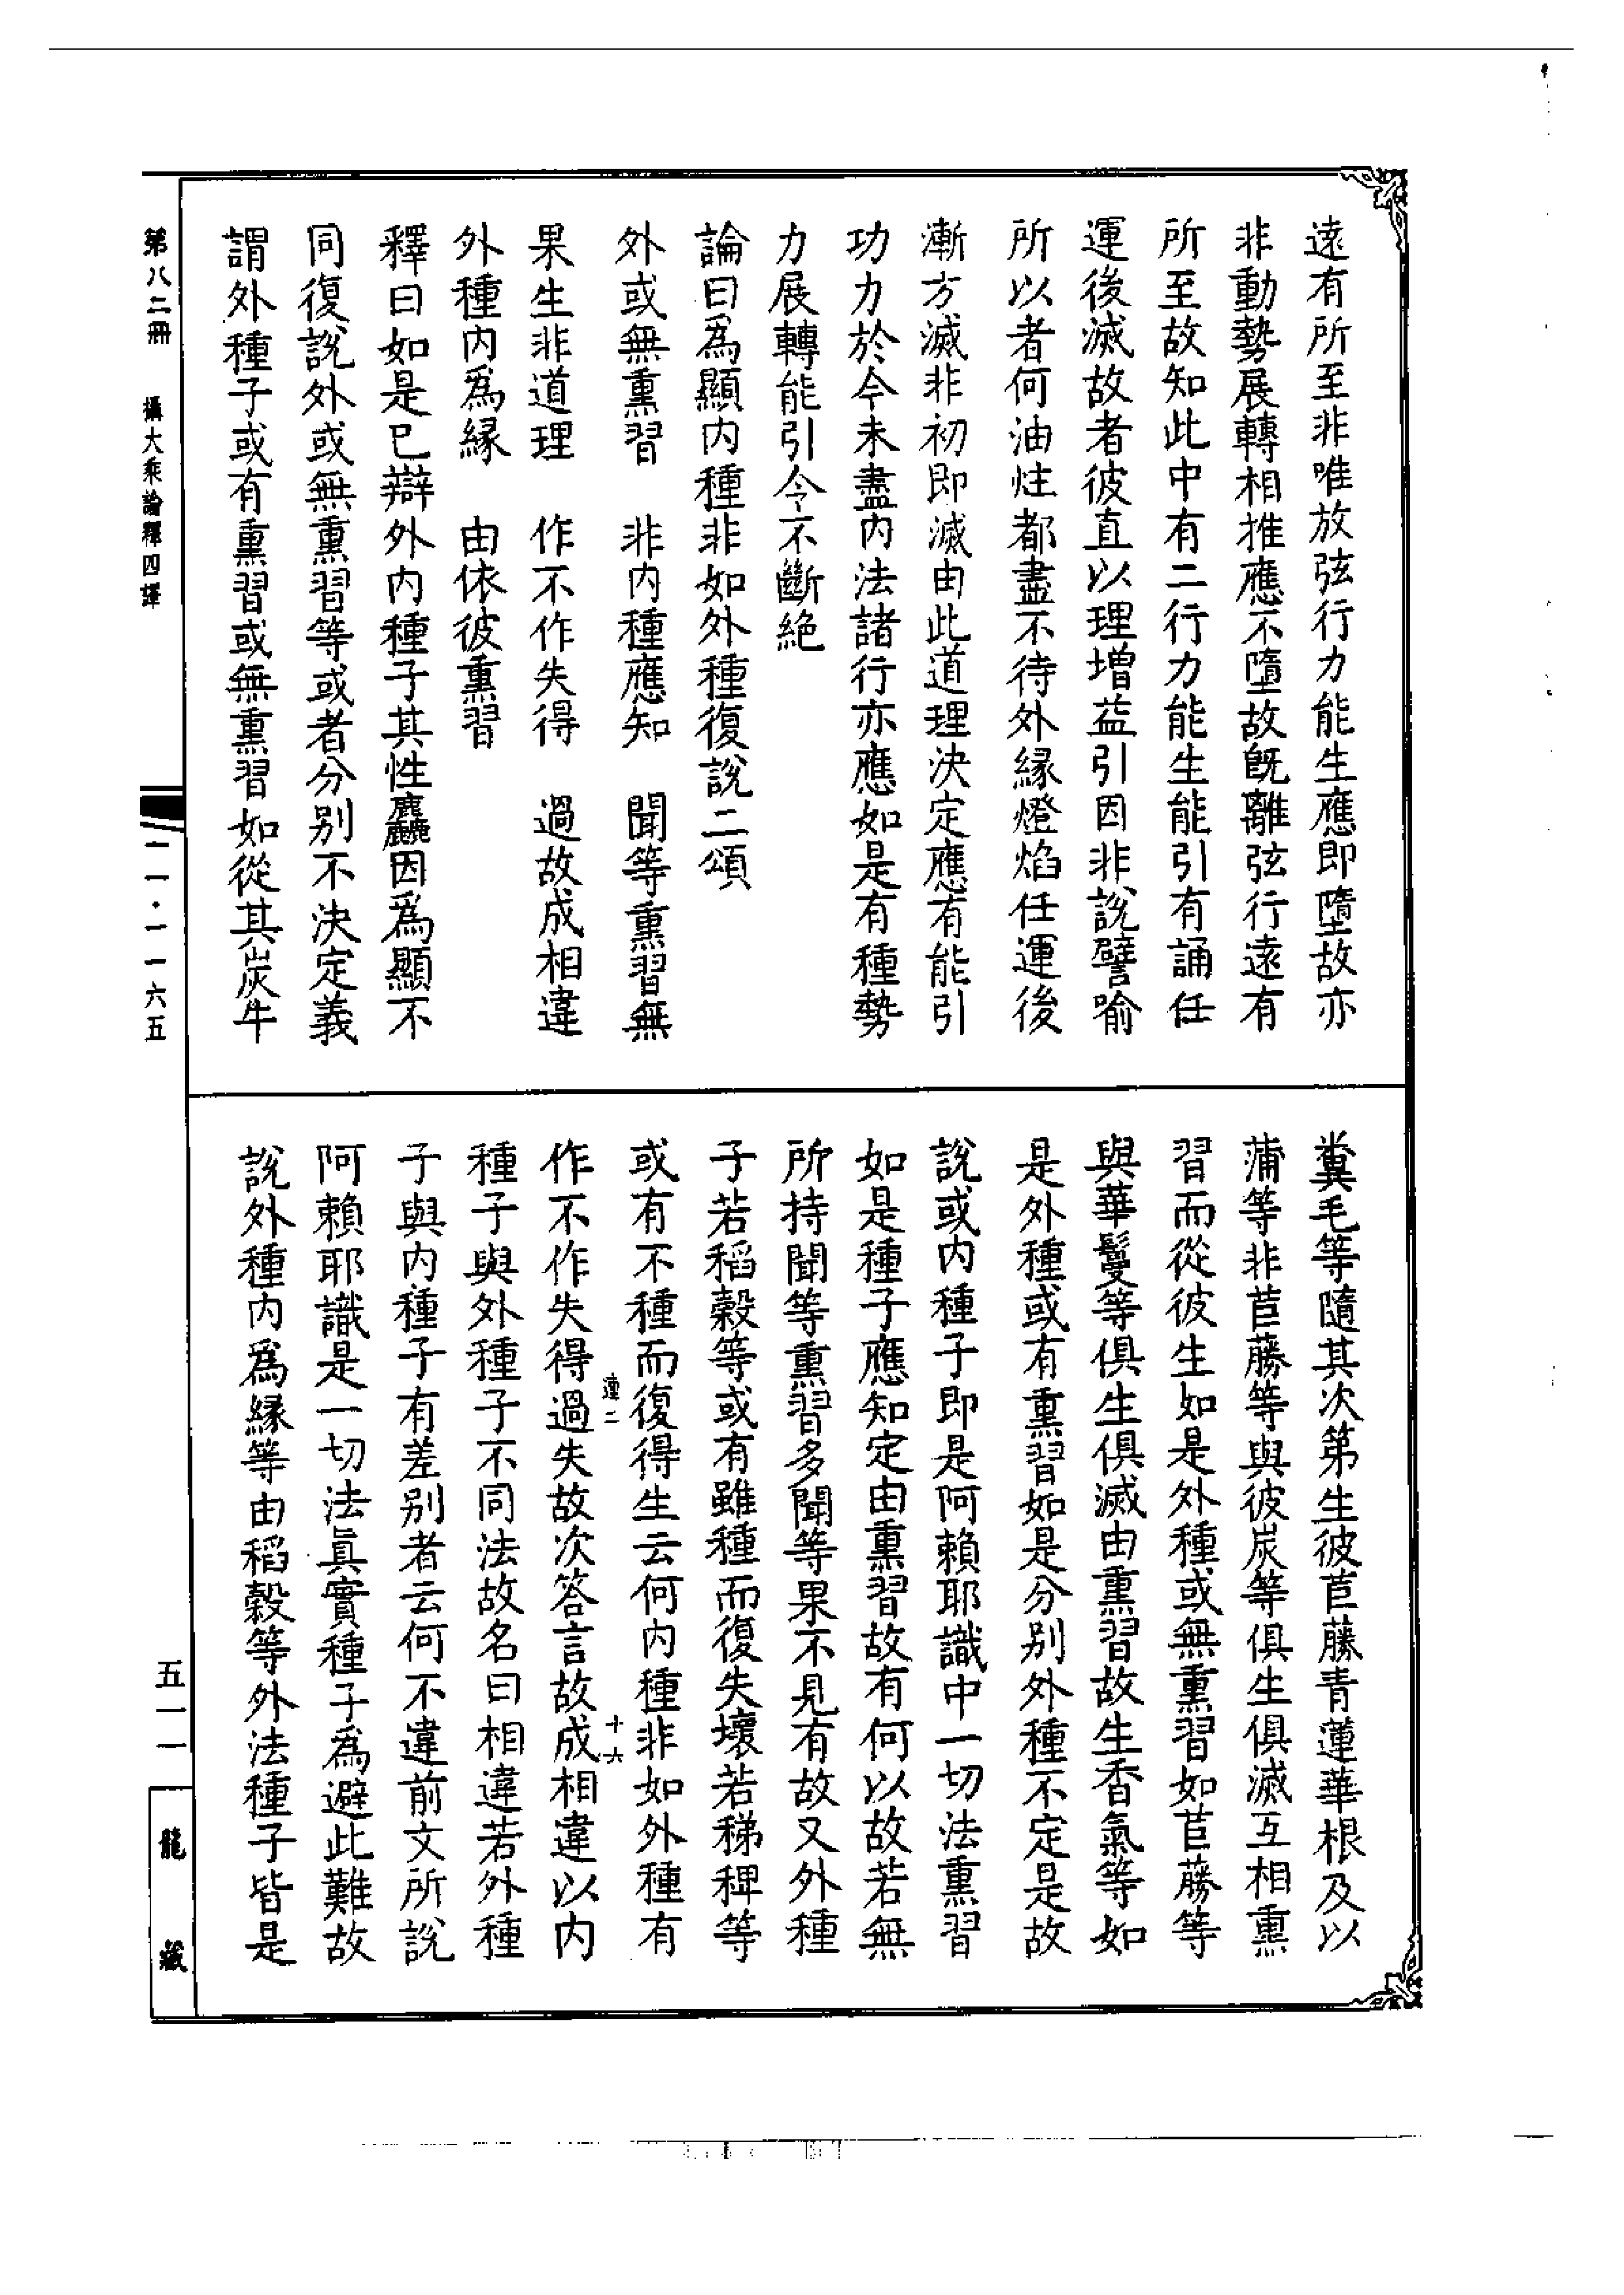 遠有所至非唯放弦行力能生應即墮故亦
非動勢展轉相推應不墮故既離弦行遠有
所至故知此中有二行力能生能引有誦任
運後滅故者彼直以理增益引因非說譬喻
所以者何油炷都盡不待外緣燈焰任運後
漸方滅非初即滅由此道理決定應有能引
功力於今未盡內法諸行亦應如是有種勢
力展轉能引令不斷絕
論曰為顯內種非如外種復說二頌
外或無熏習　非內種應知　聞等熏習無
果生非道理　作不作失得　過故成相違
外種內為緣　由依彼熏習
釋曰如是已辯外內種子其性麤因為顯不
同復說外或無熏習等或者分別不決定義
謂外種子或有熏習或無熏習如從其炭牛
糞毛等隨其次第生彼苣藤青蓮華根及以
蒲等非苣藤等與彼炭等俱生俱滅互相熏
習而從彼生如是外種或無熏習如苣藤等
與華鬘等俱生俱滅由熏習故生香氣等如
是外種或有熏習如是分別外種不定是故
說或內種子即是阿賴耶識中一切法熏習
如是種子應知定由熏習故有何以故若無
所持聞等熏習多聞等果不見有故又外種
子若稻穀等或有雖種而復失壞若稊稗等
或有不種而復得生云何內種非如外種有
連二　十六
作不作失得過失故次答言故成相違以內
種子與外種子不同法故名曰相違若外種
子與內種子有差別者云何不違前文所說
阿賴耶識是一切法真實種子為避此難故
說外種內為緣等由稻穀等外法種子皆是
第八二冊　攝大乘論釋四譯
二一·一一六五
五一一
龍藏